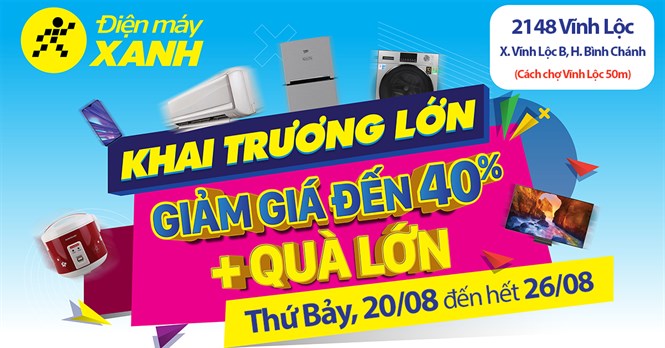 Điện máy
XANH
2148 Vĩnh Lộc
X. Vĩnh Lộc B, H. Bình Chánh
(Cách chợ Vĩnh Lộc 50m)
KHAI TRƯƠNG LỚN
GIẢM GIÁ ĐẾN 40%
+ QUÀ LỚN
Thứ Bảy, 20/08 đến hết 26/08